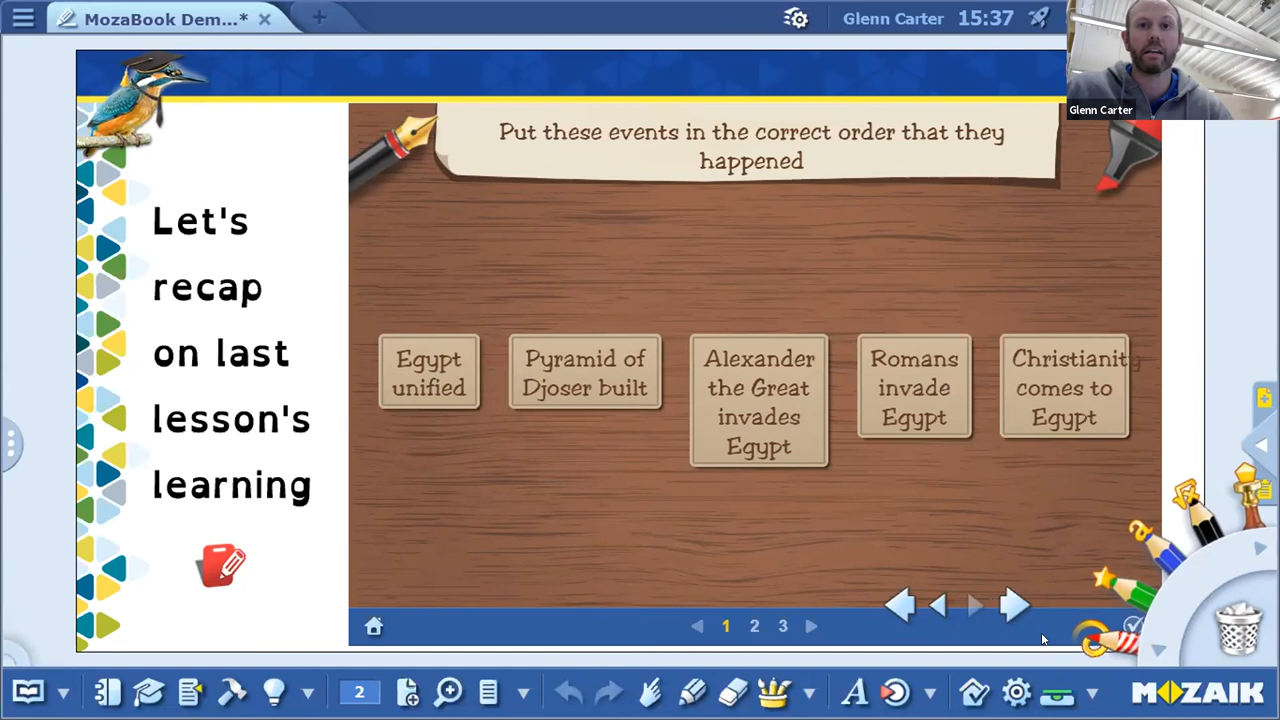 MozaBook Dem...*
Glenn Carter 15:37
Glenn Carter
Put these events in the correct order that they
happened
Let's
recap
on last
lesson's
learning
Egypt
unified
Pyramid of
Djoser built
Alexander
the Great
invades
Egypt
Romans
invade
Egypt
Christianity
comes to
Egypt
1 2 3
2
A
MOZAIK